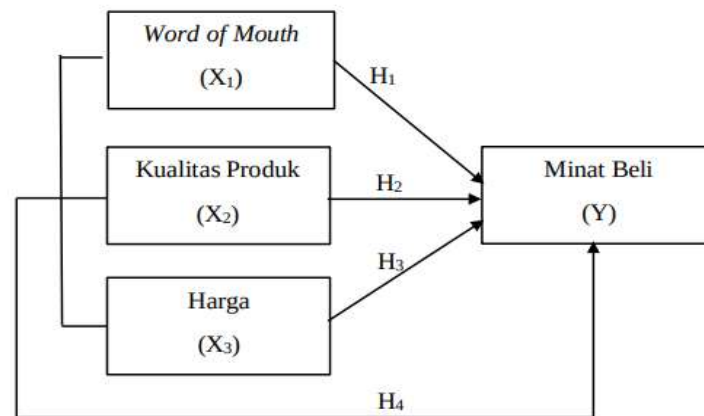 Word of Mouth
(X₁)
H₁
Kualitas Produk
(X₂)
H₂
Minat Beli
(Y)
H₃
Harga
(X₃)
H₄